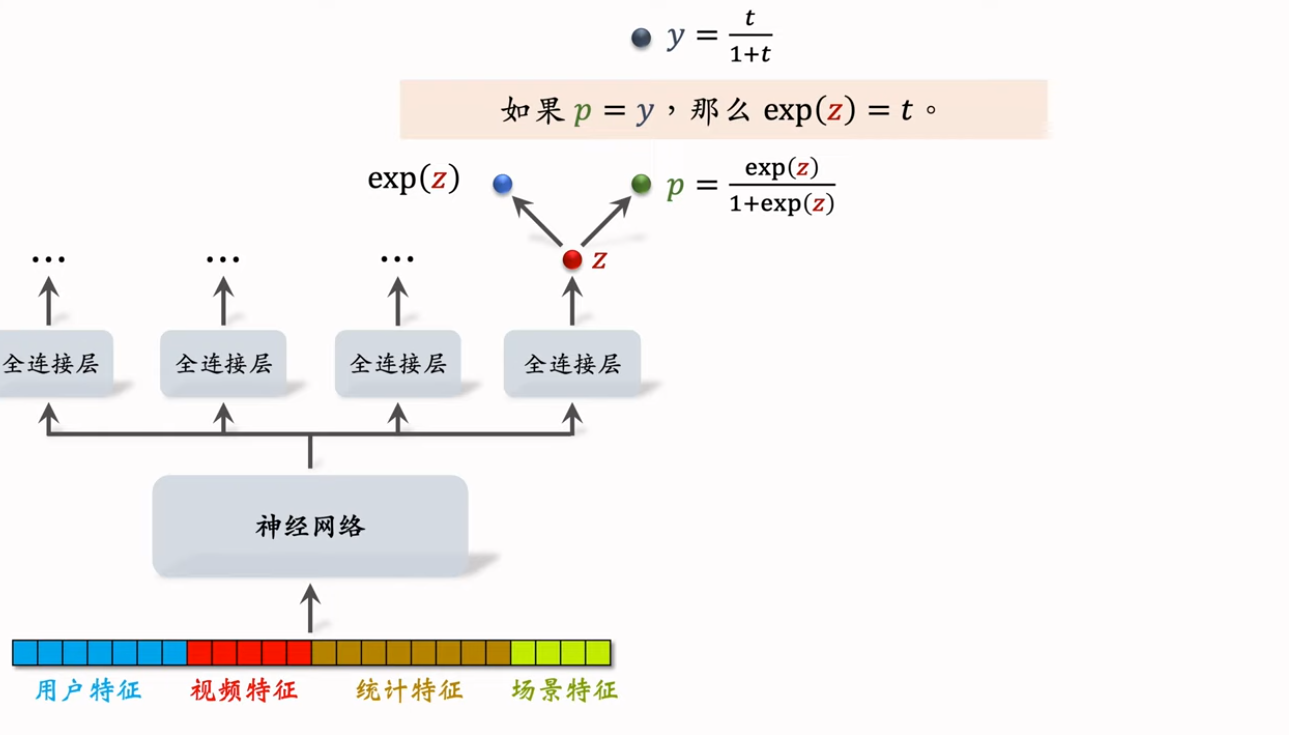 y = t/(1+t)
如果 p = y，那么 exp(z) = t。
exp(z)
p = exp(z)/(1+exp(z))
... ... ... z
全连接层 全连接层 全连接层 全连接层
神经网络
用户特征 视频特征 统计特征 场景特征